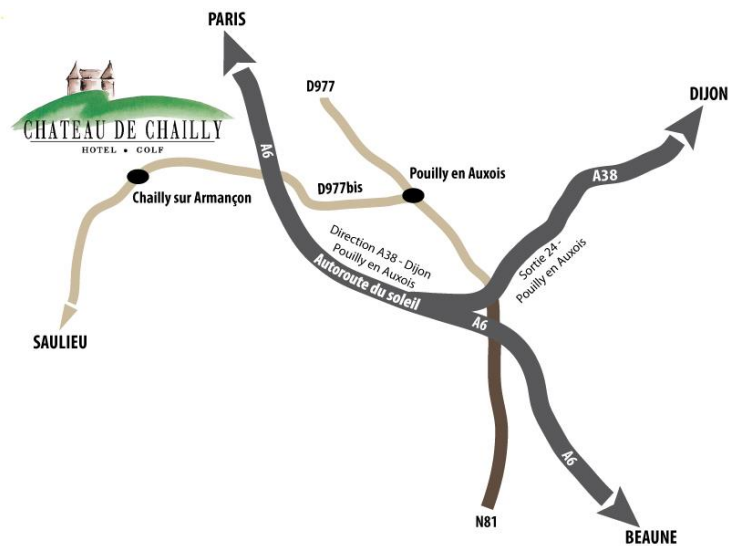 PARIS
D977
DIJON
CHATEAU DE CHAILLY
HOTEL • GOLF
A6
A38
Pouilly en Auxois
D977bis
Chailly sur Armançon
Direction A38 - Dijon
Pouilly en Auxois
Autoroute du soleil
Sortie 24 -
Pouilly en Auxois
A6
SAULIEU
A6
N81
BEAUNE